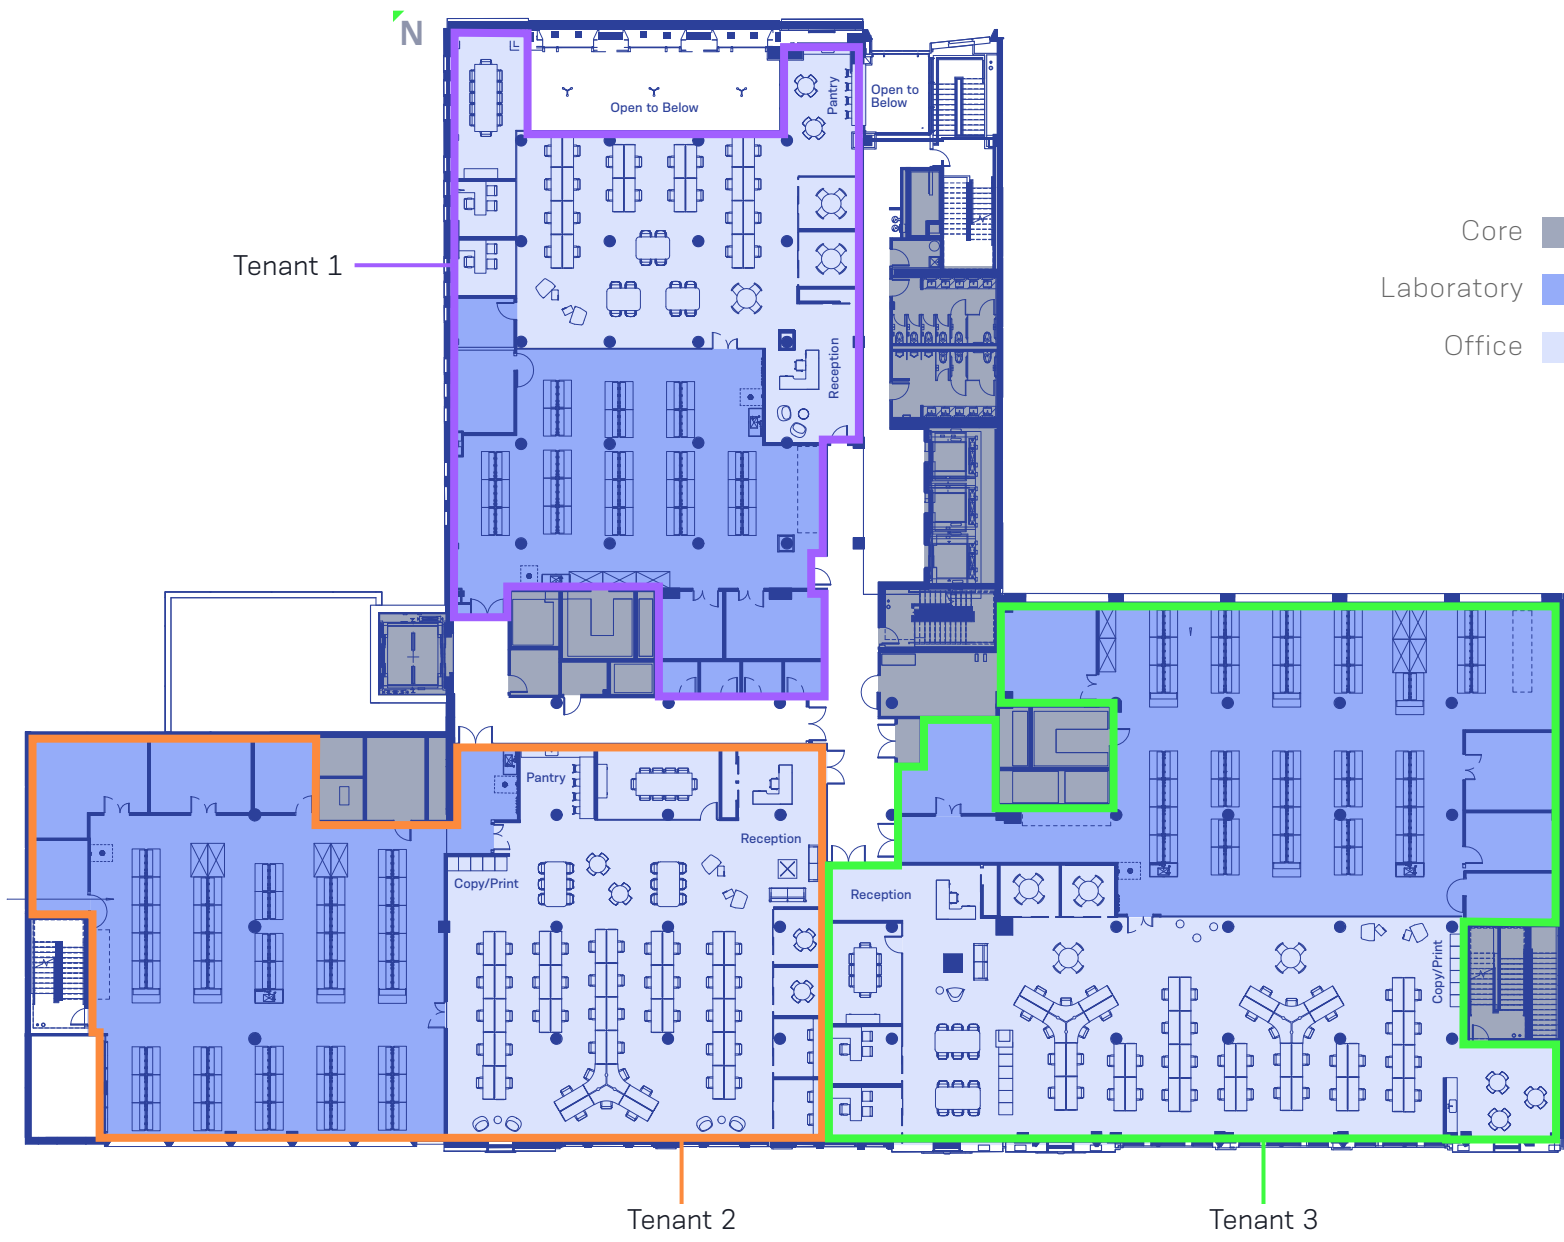 N
Open to Below
Pantry
Open to
Below
Core
Laboratory
Office
Tenant 1
Reception
Pantry
Reception
Copy/Print
Reception
Copy/Print
Tenant 2
Tenant 3